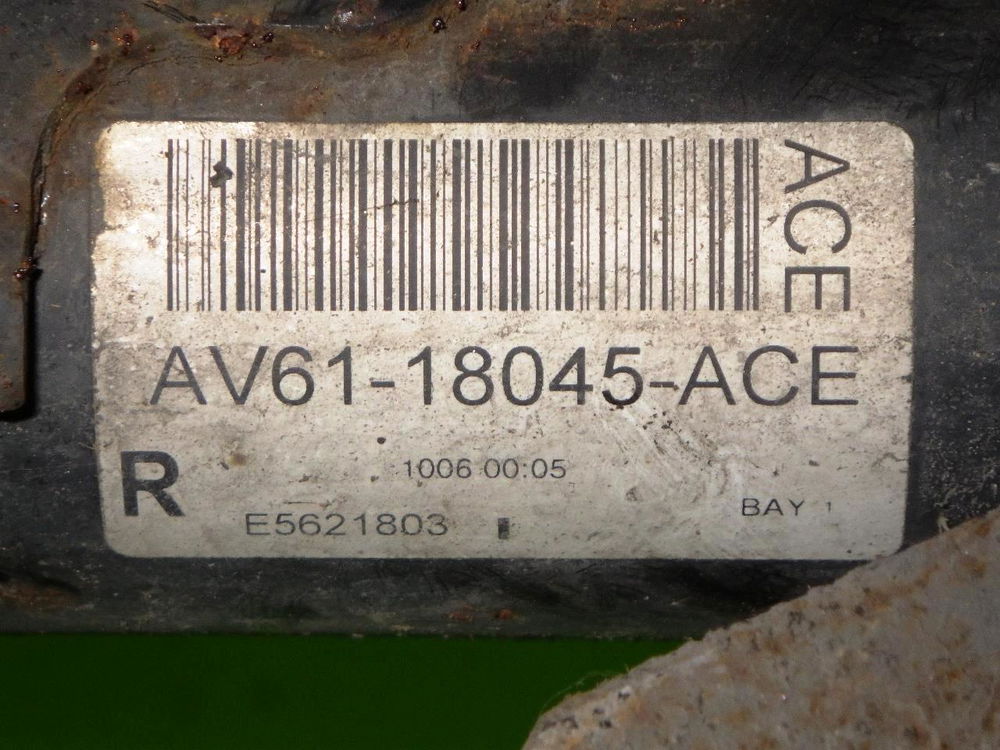 ACE
AV61-18045-ACE
R
1006 00:05
E5621803
BAY 1